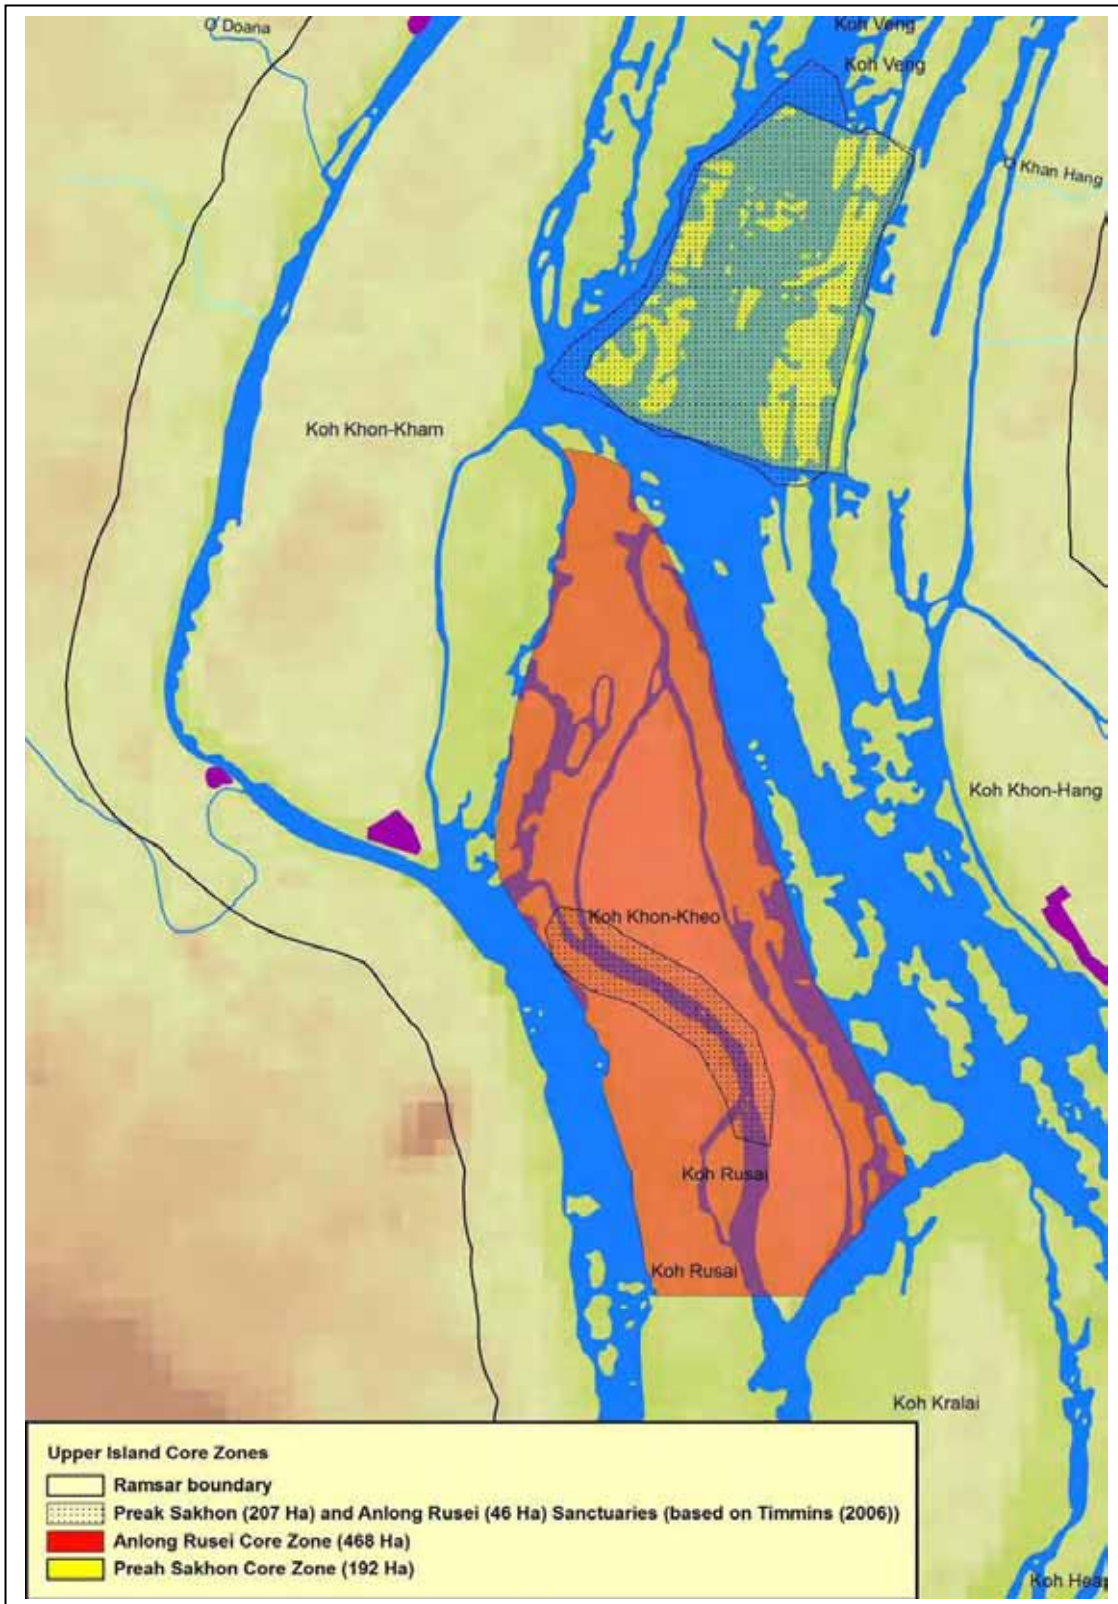 O Doana
Koh Veng
Koh Veng
O Khan Hang
Koh Khon-Kham
Koh Khon-Hang
Koh Khon-Kheo
Koh Rusai
Koh Rusai
Koh Kralai
Upper Island Core Zones
Ramsar boundary
Preak Sakhon (207 Ha) and Anlong Rusei (46 Ha) Sanctuaries (based on Timmins (2006))
Anlong Rusei Core Zone (468 Ha)
Preah Sakhon Core Zone (192 Ha)
Koh Heap